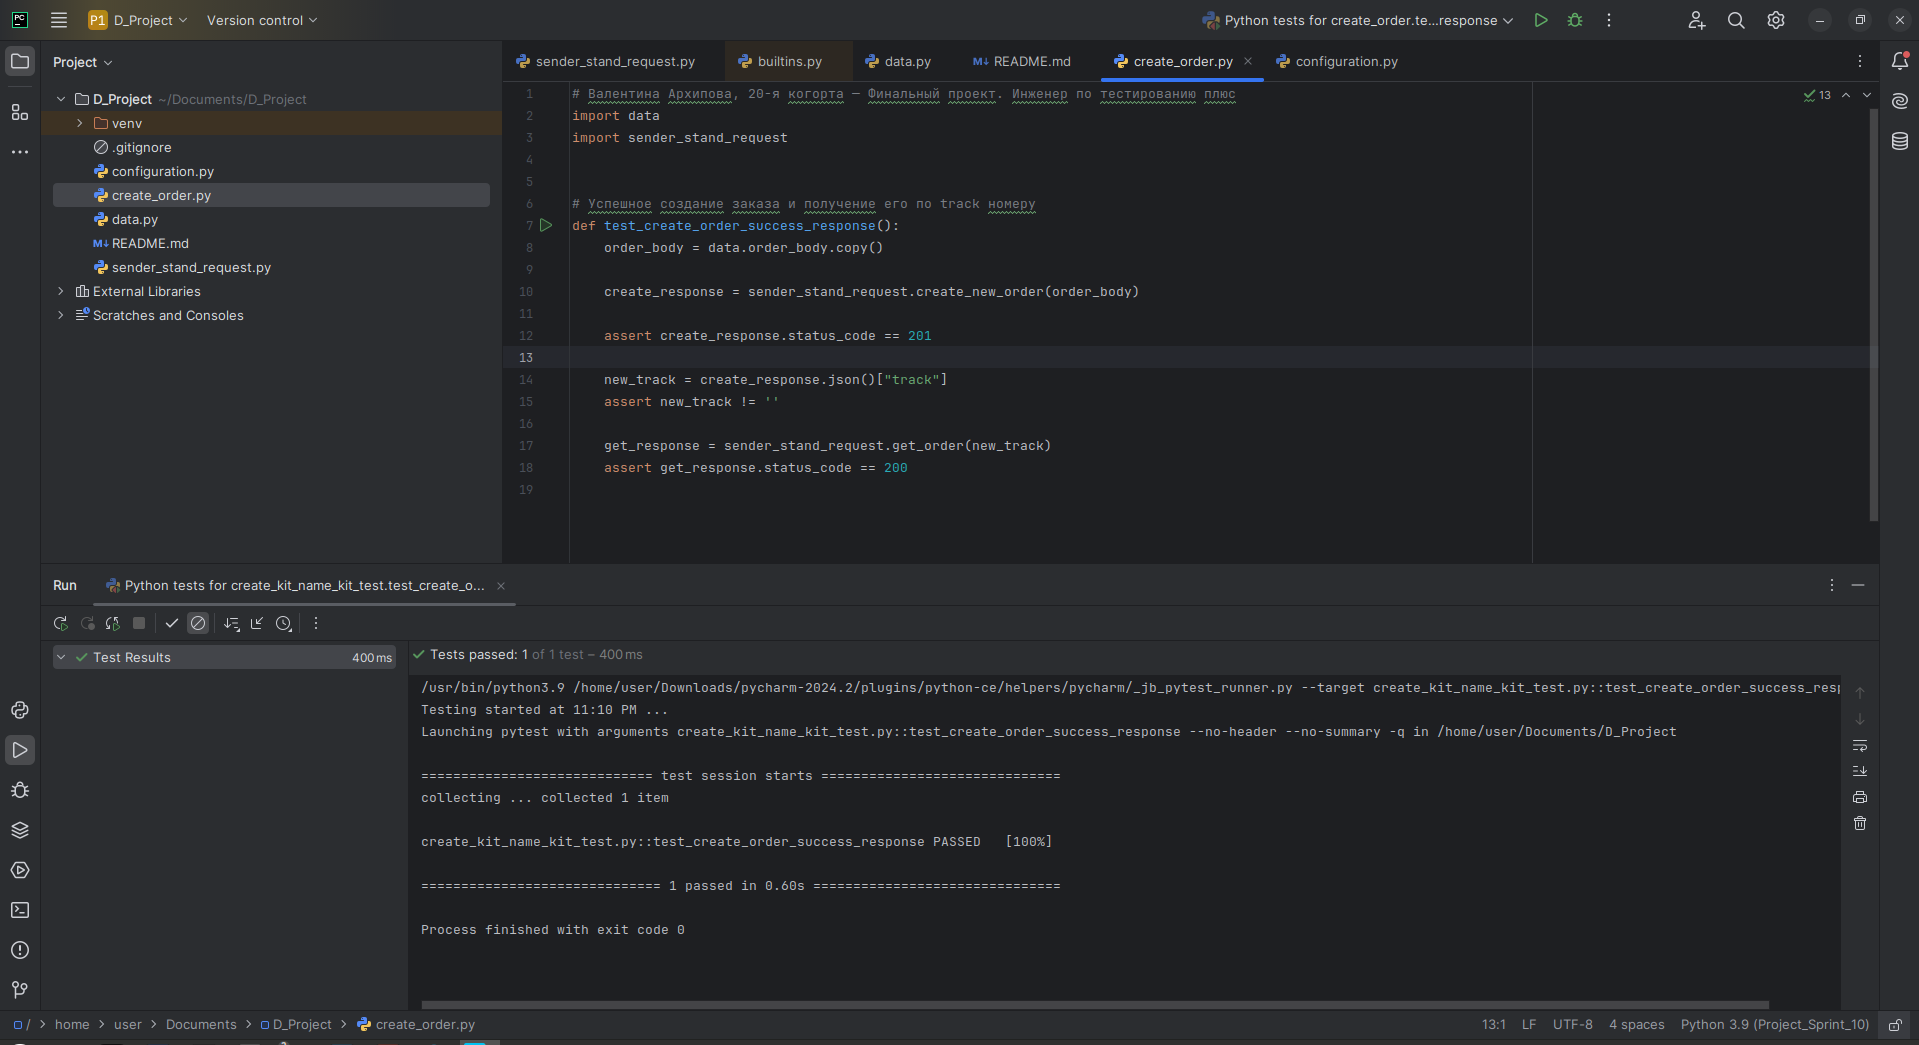 PC
P1 D_Project
Version control
Python tests for create_order.te...response
Project
sender_stand_request.py
builtins.py
data.py
M↓ README.md
create_order.py
configuration.py
D_Project ~/Documents/D_Project
venv
.gitignore
configuration.py
create_order.py
data.py
M↓ README.md
sender_stand_request.py
External Libraries
Scratches and Consoles
13
1 # Валентина Архипова, 20-я когорта — Финальный проект. Инженер по тестированию плюс
2 import data
3 import sender_stand_request
4
5
6 # Успешное создание заказа и получение его по track номеру
7 def test_create_order_success_response():
8 order_body = data.order_body.copy()
9
10 create_response = sender_stand_request.create_new_order(order_body)
11
12 assert create_response.status_code == 201
13
14 new_track = create_response.json()["track"]
15 assert new_track != ''
16
17 get_response = sender_stand_request.get_order(new_track)
18 assert get_response.status_code == 200
19
Run
Python tests for create_kit_name_kit_test.test_create_o...
Test Results 400 ms
Tests passed: 1 of 1 test – 400 ms
/usr/bin/python3.9 /home/user/Downloads/pycharm-2024.2/plugins/python-ce/helpers/pycharm/_jb_pytest_runner.py --target create_kit_name_kit_test.py::test_create_order_success_resp
Testing started at 11:10 PM ...
Launching pytest with arguments create_kit_name_kit_test.py::test_create_order_success_response --no-header --no-summary -q in /home/user/Documents/D_Project
============================= test session starts ==============================
collecting ... collected 1 item
create_kit_name_kit_test.py::test_create_order_success_response PASSED [100%]
============================== 1 passed in 0.60s ===============================
Process finished with exit code 0
/ > home > user > Documents > D_Project > create_order.py
13:1 LF UTF-8 4 spaces Python 3.9 (Project_Sprint_10)